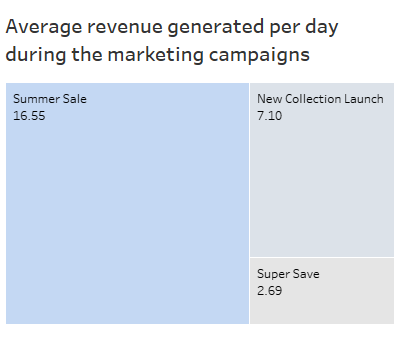 Average revenue generated per day
during the marketing campaigns
Summer Sale
16.55
New Collection Launch
7.10
Super Save
2.69